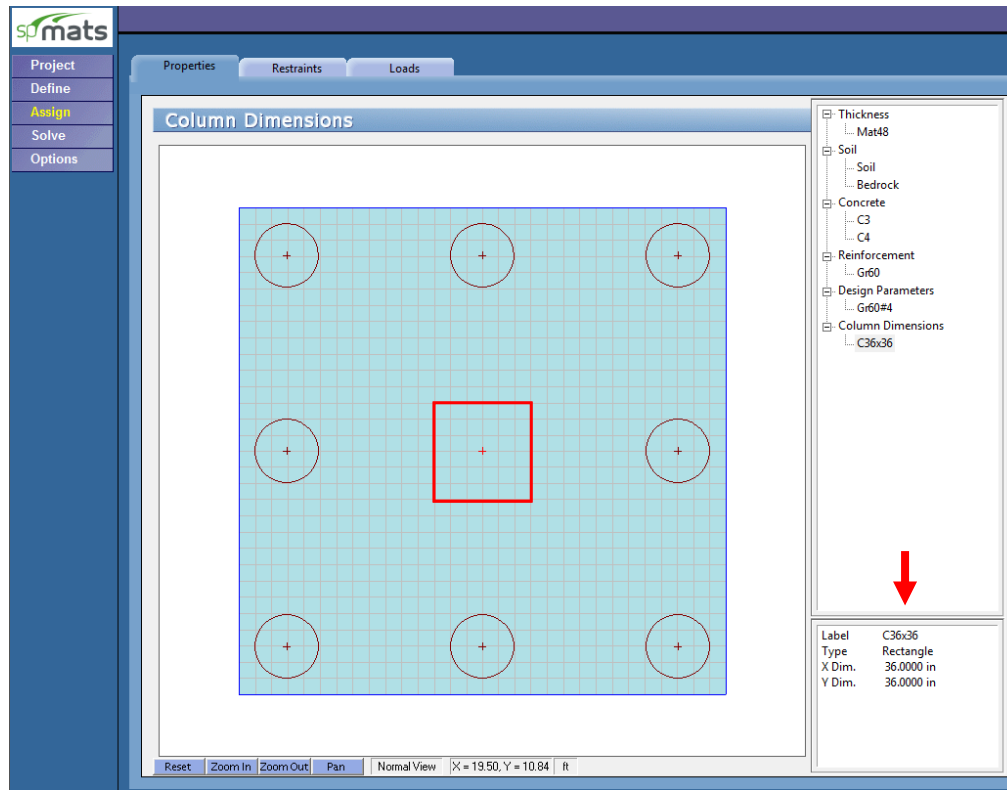 spmats
Project
Define
Assign
Solve
Options
Properties Restraints Loads
Column Dimensions
Thickness
Mat48
Soil
Soil
Bedrock
Concrete
C3
C4
Reinforcement
Gr60
Design Parameters
Gr60#4
Column Dimensions
C36x36
Label C36x36
Type Rectangle
X Dim. 36.0000 in
Y Dim. 36.0000 in
Reset Zoom In Zoom Out Pan Normal View X = 19.50, Y = 10.84 ft